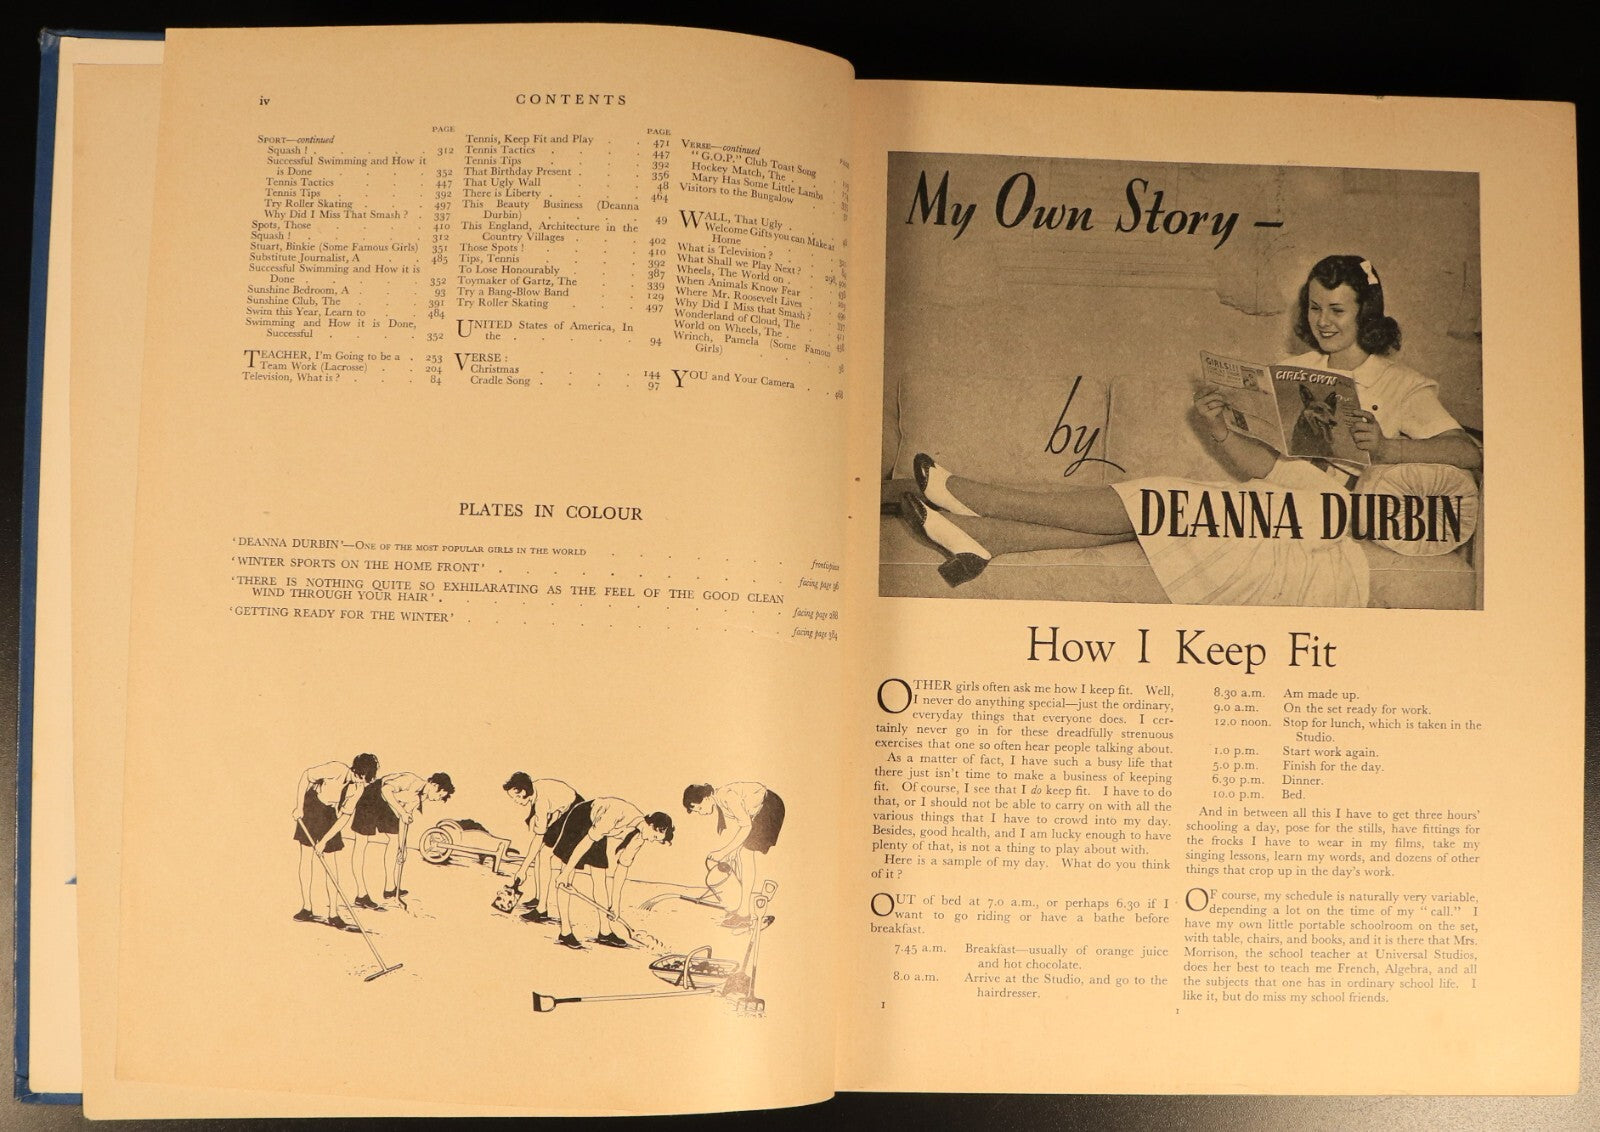 iv
CONTENTS
PAGE
SPORT—continued
Squash ! . . . . . 312
Successful Swimming and How it
is Done . . . . 352
Tennis Tactics . . . . 447
Tennis Tips . . . . 392
Try Roller Skating . . . 497
Why Did I Miss That Smash ? . 337
Spots, Those . . . . 410
Squash ! . . . . . 312
Stuart, Binkie (Some Famous Girls) 351
Substitute Journalist, A . . 485
Successful Swimming and How it is
Done . . . . . 352
Sunshine Bedroom, A . . . 93
Sunshine Club, The . . . 391
Swim this Year, Learn to . . 484
Swimming and How it is Done,
Successful . . . . 352
TEACHER, I'm Going to be a . 253
Team Work (Lacrosse) . . 204
Television, What is ? . . . 84
PAGE
Tennis, Keep Fit and Play . . 471
Tennis Tactics . . . . 447
Tennis Tips . . . . 392
That Birthday Present . . . 356
That Ugly Wall . . . . 48
There is Liberty . . . . 464
This Beauty Business (Deanna
Durbin) . . . . 49
This England, Architecture in the
Country Villages . . . 402
Those Spots ! . . . . 410
Tips, Tennis . . . . 392
To Lose Honourably . . . 387
Toymaker of Gartz, The . . 339
Try a Bang-Blow Band . . 129
Try Roller Skating . . . 497
UNITED States of America, In
the . . . . . 94
VERSE :
Christmas . . . . 144
Cradle Song . . . . 97
VERSE—continued
"G.O.P." Club Toast Song
Hockey Match, The
Mary Has Some Little Lambs
Visitors to the Bungalow
WALL, That Ugly
Welcome Gifts you can Make at
Home
What is Television ?
What Shall we Play Next ?
Wheels, The World on
When Animals Know Fear
Where Mr. Roosevelt Lives
Why Did I Miss that Smash ?
Wonderland of Cloud, The
World on Wheels, The
Wrinch, Pamela (Some Famous
Girls)
YOU and Your Camera
PLATES IN COLOUR
'DEANNA DURBIN'—ONE OF THE MOST POPULAR GIRLS IN THE WORLD . . . . frontispiece
'WINTER SPORTS ON THE HOME FRONT' . . . . facing page 96
'THERE IS NOTHING QUITE SO EXHILARATING AS THE FEEL OF THE GOOD CLEAN
WIND THROUGH YOUR HAIR' . . . . facing page 288
'GETTING READY FOR THE WINTER' . . . . facing page 384
My Own Story —
GIRLS!!!
GIRL'S OWN
by
DEANNA DURBIN
How I Keep Fit
OTHER girls often ask me how I keep fit. Well,
I never do anything special—just the ordinary,
everyday things that everyone does. I cer-
tainly never go in for these dreadfully strenuous
exercises that one so often hear people talking about.
As a matter of fact, I have such a busy life that
there just isn't time to make a business of keeping
fit. Of course, I see that I do keep fit. I have to do
that, or I should not be able to carry on with all the
various things that I have to crowd into my day.
Besides, good health, and I am lucky enough to have
plenty of that, is not a thing to play about with.
Here is a sample of my day. What do you think
of it ?
OUT of bed at 7.0 a.m., or perhaps 6.30 if I
want to go riding or have a bathe before
breakfast.
7.45 a.m. Breakfast—usually of orange juice
and hot chocolate.
8.0 a.m. Arrive at the Studio, and go to the
hairdresser.
1
8.30 a.m. Am made up.
9.0 a.m. On the set ready for work.
12.0 noon. Stop for lunch, which is taken in the
Studio.
1.0 p.m. Start work again.
5.0 p.m. Finish for the day.
6.30 p.m. Dinner.
10.0 p.m. Bed.
And in between all this I have to get three hours'
schooling a day, pose for the stills, have fittings for
the frocks I have to wear in my films, take my
singing lessons, learn my words, and dozens of other
things that crop up in the day's work.
OF course, my schedule is naturally very variable,
depending a lot on the time of my " call." I
have my own little portable schoolroom on the set,
with table, chairs, and books, and it is there that Mrs.
Morrison, the school teacher at Universal Studios,
does her best to teach me French, Algebra, and all
the subjects that one has in ordinary school life. I
like it, but do miss my school friends.
1